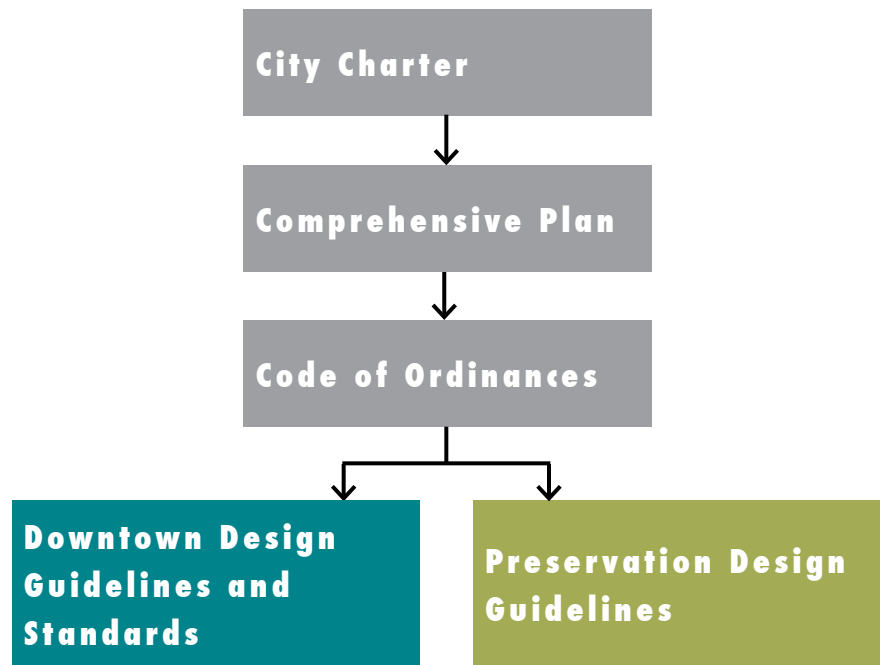 City Charter
Comprehensive Plan
Code of Ordinances
Downtown Design
Guidelines and
Standards
Preservation Design
Guidelines